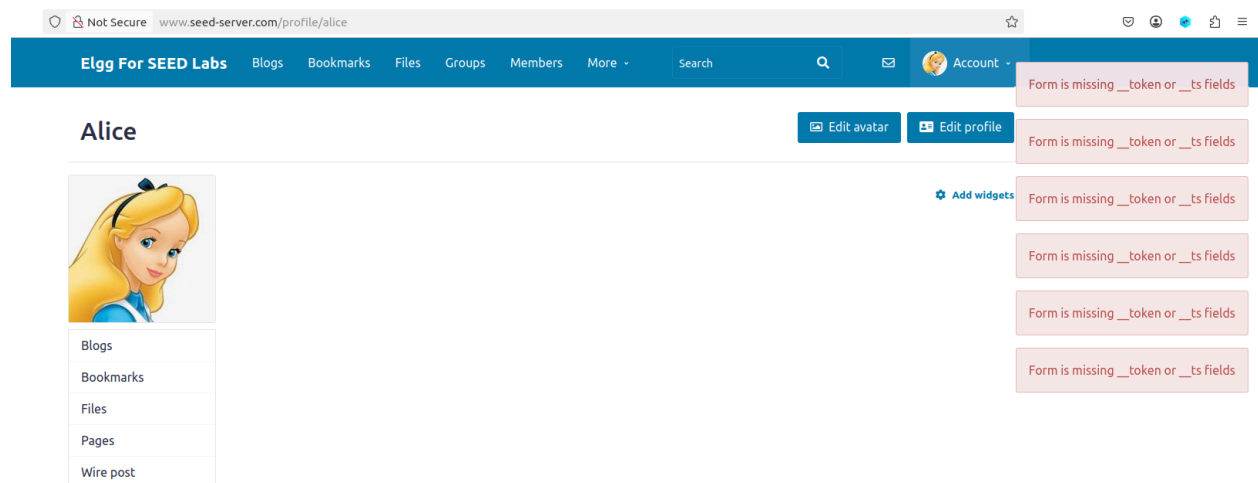 Not Secure www.seed-server.com/profile/alice
Elgg For SEED Labs Blogs Bookmarks Files Groups Members More Search Account
Form is missing __token or __ts fields
Alice
Edit avatar Edit profile
Form is missing __token or __ts fields
Add widgets
Form is missing __token or __ts fields
Form is missing __token or __ts fields
Form is missing __token or __ts fields
Blogs
Form is missing __token or __ts fields
Bookmarks
Files
Pages
Wire post